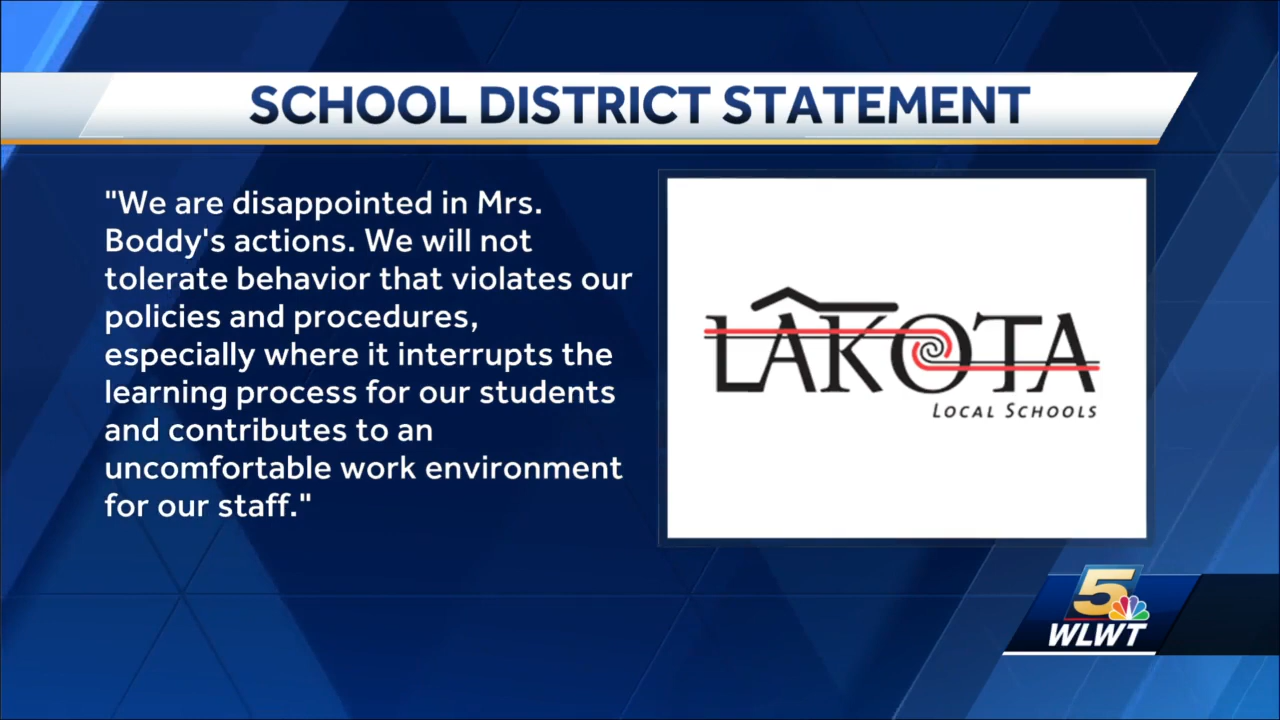 SCHOOL DISTRICT STATEMENT
"We are disappointed in Mrs.
Boddy's actions. We will not
tolerate behavior that violates our
policies and procedures,
especially where it interrupts the
learning process for our students
and contributes to an
uncomfortable work environment
for our staff."
LAKOTA
LOCAL SCHOOLS
5
WLWT